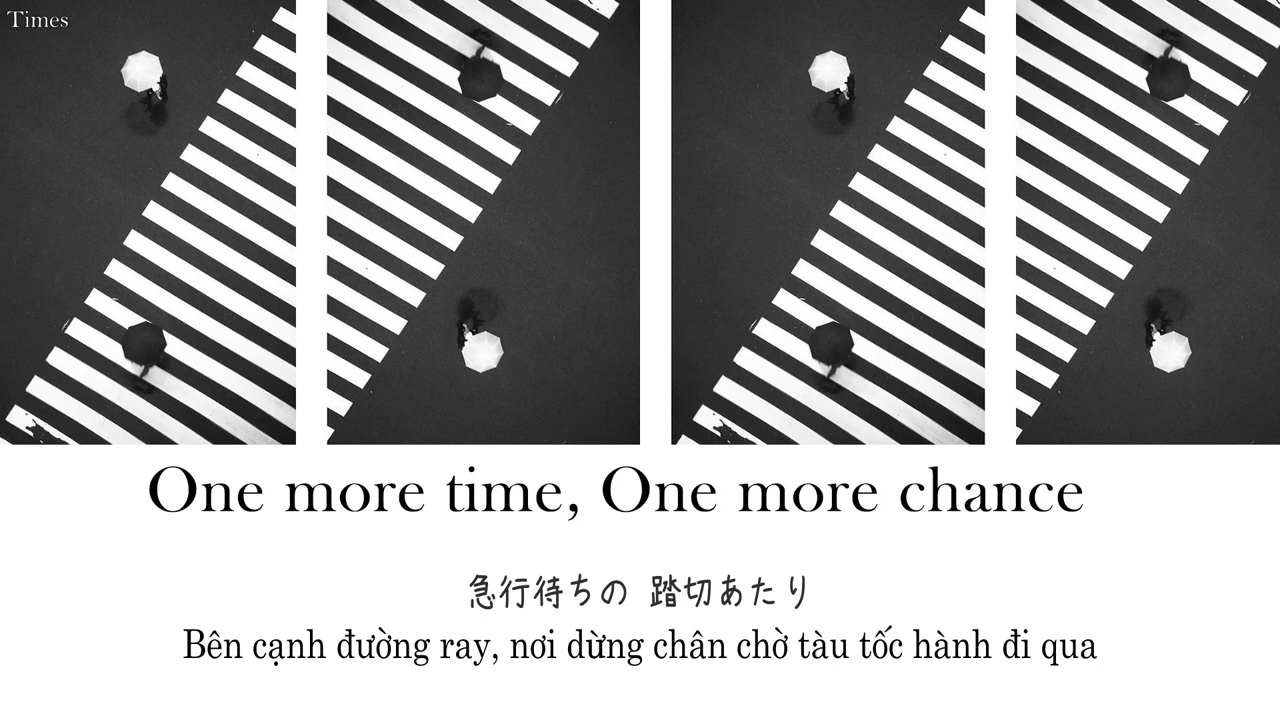 Times
One more time, One more chance
急行待ちの 踏切あたり
Bên cạnh đường ray, nơi dừng chân chờ tàu tốc hành đi qua